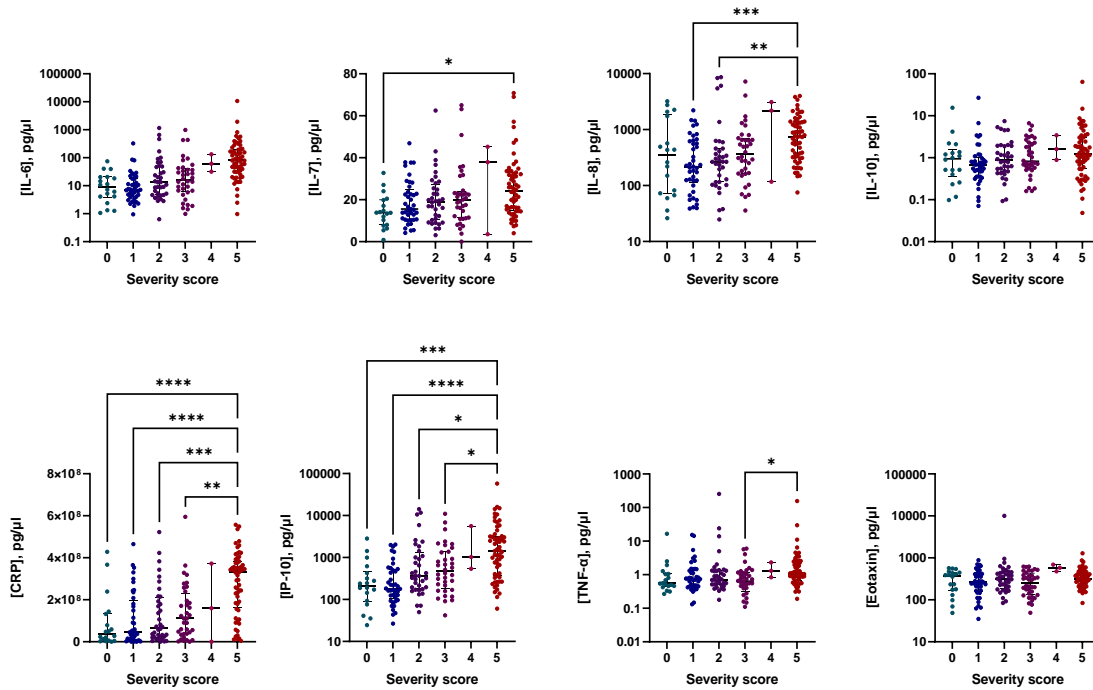 ***
*
**
100000
10000
1000
100
10
1
0.1
[IL-6], pg/µl
0 1 2 3 4 5
Severity score
80
60
40
20
0
[IL-7], pg/µl
0 1 2 3 4 5
Severity score
10000
1000
100
10
[IL-8], pg/µl
0 1 2 3 4 5
Severity score
100
10
1
0.1
0.01
[IL-10], pg/µl
0 1 2 3 4 5
Severity score
****
****
***
**
8×10⁸
6×10⁸
4×10⁸
2×10⁸
0
[CRP], pg/µl
0 1 2 3 4 5
Severity score
***
****
*
*
100000
10000
1000
100
10
[IP-10], pg/µl
0 1 2 3 4 5
Severity score
*
1000
100
10
1
0.1
0.01
[TNF-α], pg/µl
0 1 2 3 4 5
Severity score
100000
10000
1000
100
10
[Eotaxin], pg/µl
0 1 2 3 4 5
Severity score